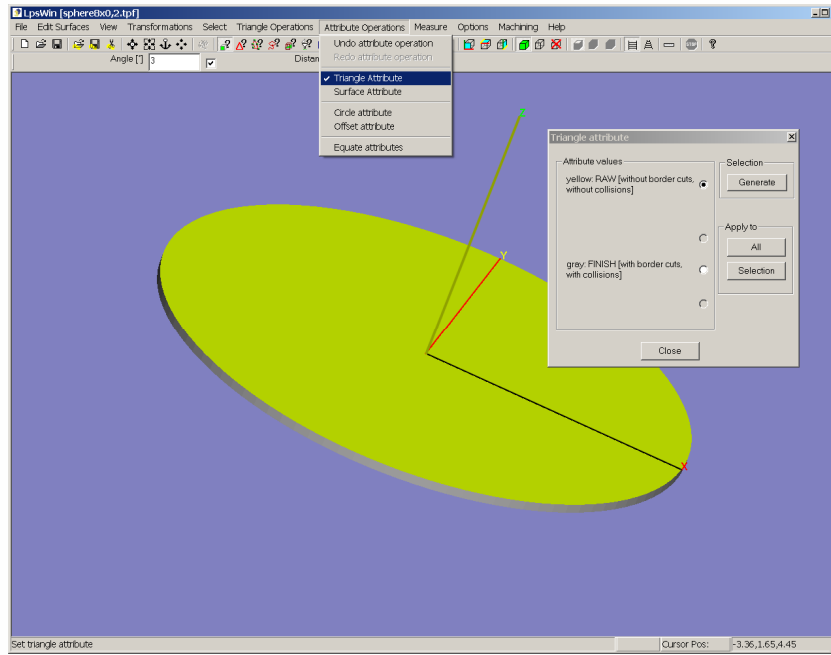 LpsWin [sphere8x0,2.tpf]
File Edit Surfaces View Transformations Select Triangle Operations Attribute Operations Measure Options Machining Help
Angle [°] 3
Distan
Undo attribute operation
Redo attribute operation
Triangle Attribute
Surface Attribute
Circle attribute
Offset attribute
Equate attributes
Z
Y
X
Triangle attribute
Attribute values
yellow: RAW [without border cuts,
without collisions]
gray: FINISH [with border cuts,
with collisions]
Selection
Generate
Apply to
All
Selection
Close
Set triangle attribute
Cursor Pos: -3.36,1.65,4.45